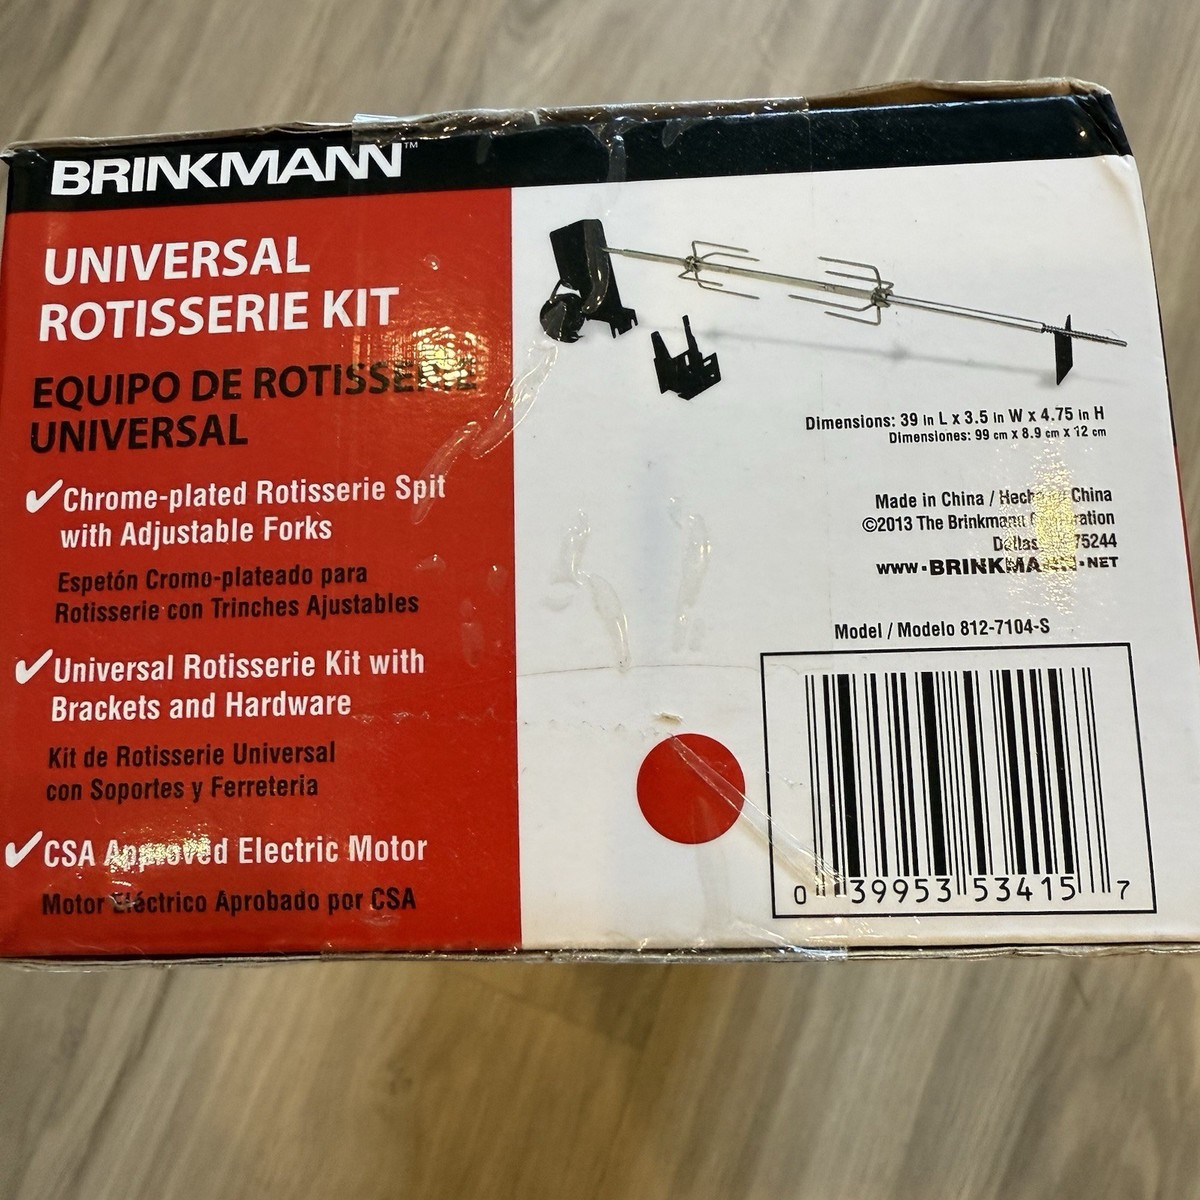 BRINKMANN™
UNIVERSAL
ROTISSERIE KIT
EQUIPO DE ROTISSERIE
UNIVERSAL
Chrome-plated Rotisserie Spit
with Adjustable Forks
Espetón Cromo-plateado para
Rotisserie con Trinches Ajustables
Universal Rotisserie Kit with
Brackets and Hardware
Kit de Rotisserie Universal
con Soportes y Ferreteria
CSA Approved Electric Motor
Motor Eléctrico Aprobado por CSA
Dimensions: 39 in L x 3.5 in W x 4.75 in H
Dimensiones: 99 cm x 8.9 cm x 12 cm
Made in China / Hecho China
©2013 The Brinkmann Corporation
Dallas 75244
www.BRINKMANN.NET
Model / Modelo 812-7104-S
0 39953 53415 7